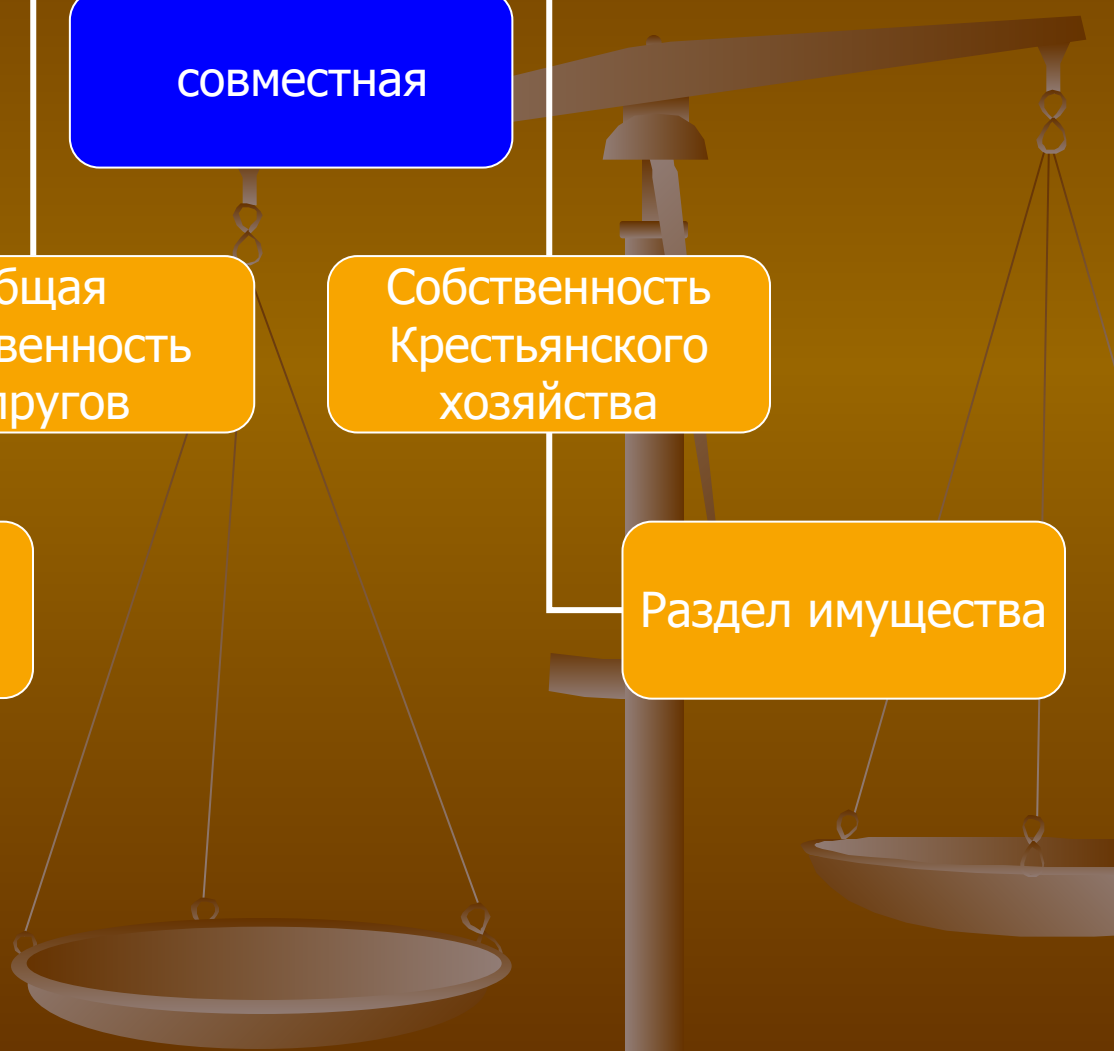 совместная
бщая
венность
пругов
Собственность
Крестьянского
хозяйства
Раздел имущества